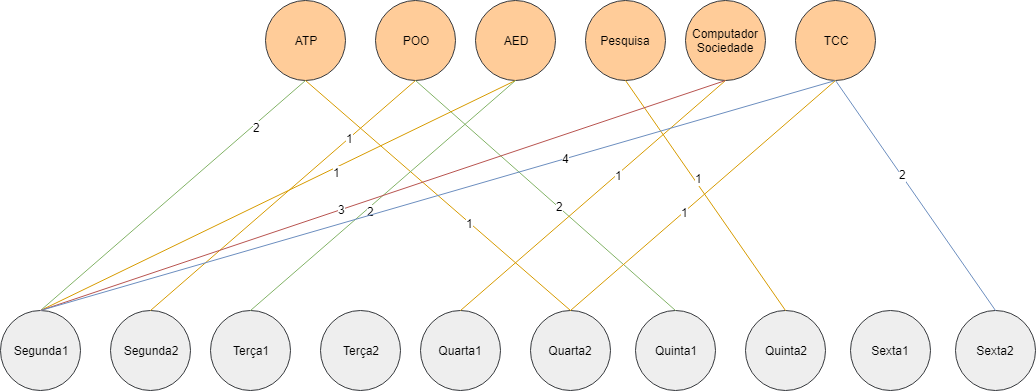 ATP
POO
AED
Pesquisa
Computador
Sociedade
TCC
2
1
1
4
1
1
2
3
2
2
1
1
Segunda1
Segunda2
Terça1
Terça2
Quarta1
Quarta2
Quinta1
Quinta2
Sexta1
Sexta2